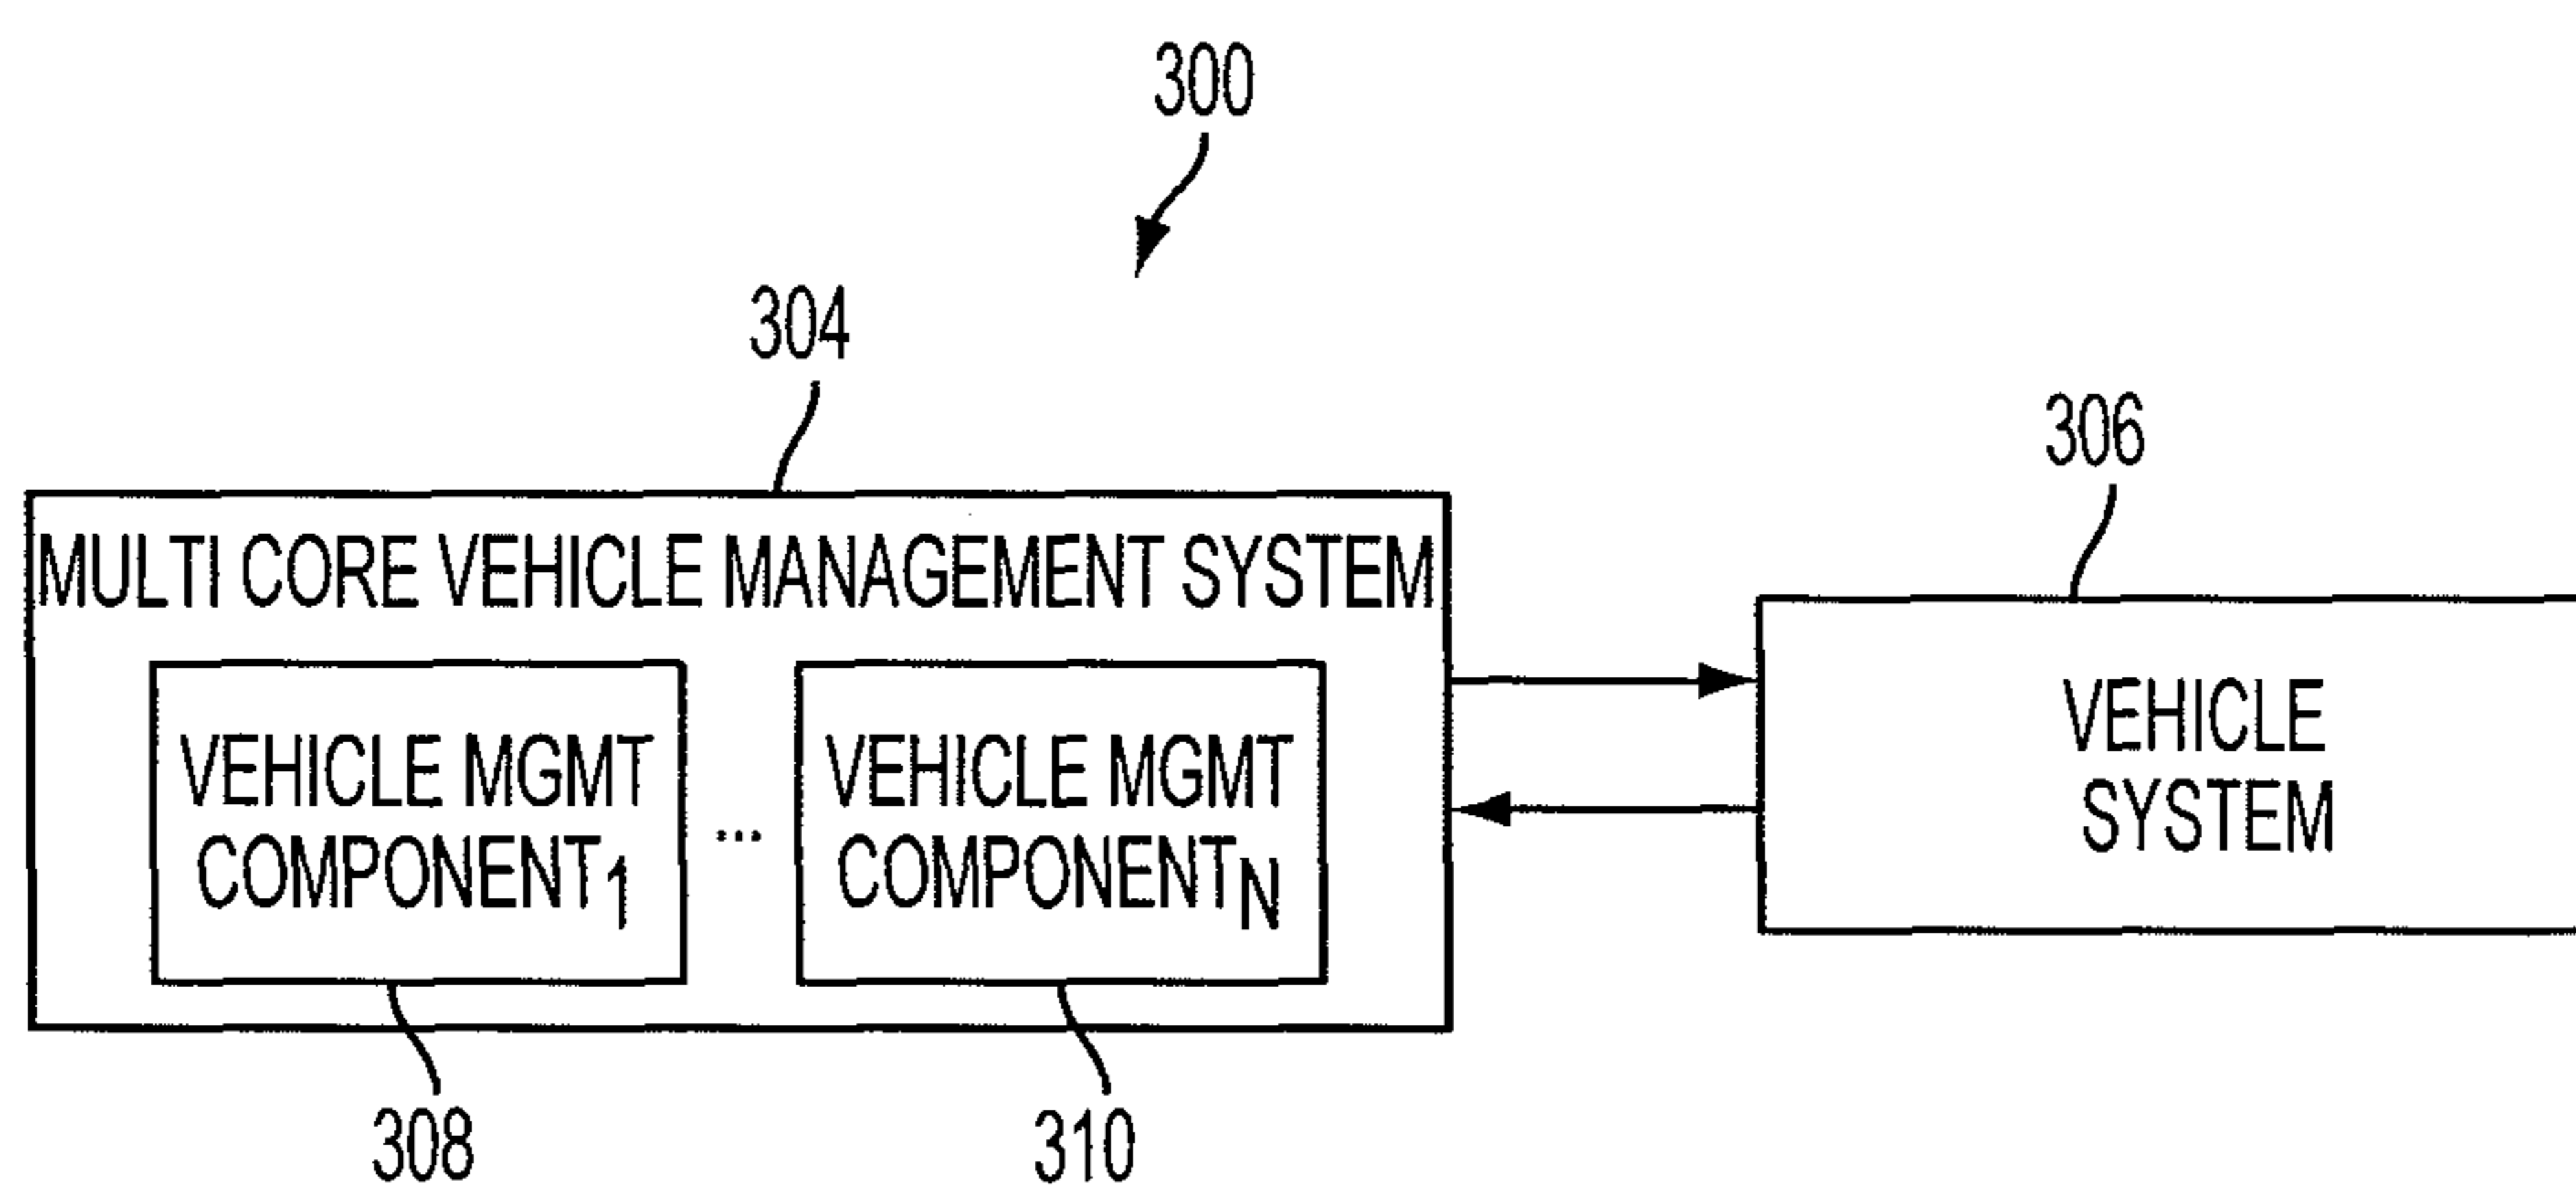 300
304
306
MULTI CORE VEHICLE MANAGEMENT SYSTEM
VEHICLE MGMT
COMPONENT1
...
VEHICLE MGMT
COMPONENTN
VEHICLE
SYSTEM
308
310